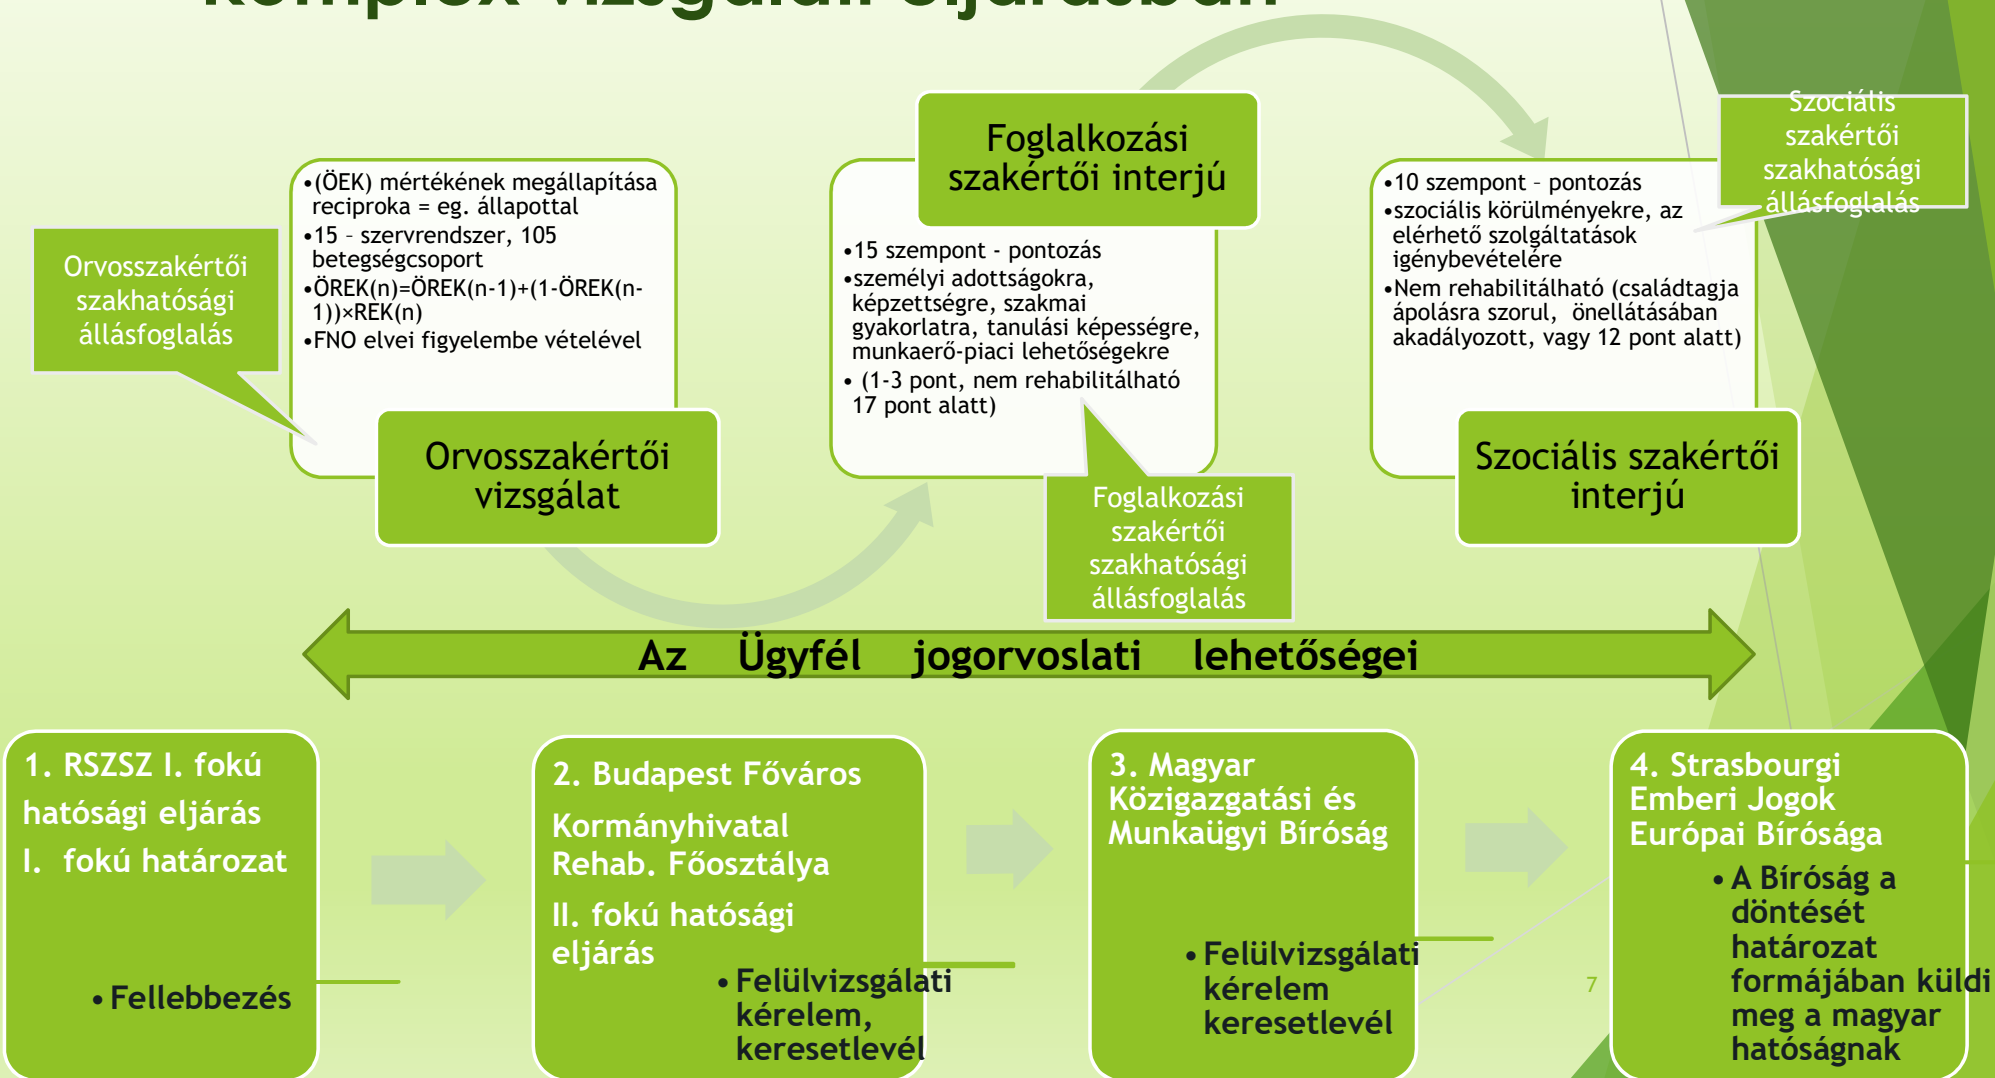 komplex vizsgálati eljárásban
Orvosszakértői
szakhatósági
állásfoglalás
•(ÖEK) mértékének megállapítása
reciproka = eg. állapottal
•15 – szervrendszer, 105
betegségcsoport
•ÖREK(n)=ÖREK(n-1)+(1-ÖREK(n-
1))×REK(n)
•FNO elvei figyelembe vételével
Orvosszakértői
vizsgálat
Foglalkozási
szakértői interjú
•15 szempont - pontozás
•személyi adottságokra,
képzettségre, szakmai
gyakorlatra, tanulási képességre,
munkaerő-piaci lehetőségekre
• (1-3 pont, nem rehabilitálható
17 pont alatt)
Foglalkozási
szakértői
szakhatósági
állásfoglalás
Szociális
szakértői
szakhatósági
állásfoglalás
•10 szempont – pontozás
•szociális körülményekre, az
elérhető szolgáltatások
igénybevételére
•Nem rehabilitálható (családtagja
ápolásra szorul, önellátásában
akadályozott, vagy 12 pont alatt)
Szociális szakértői
interjú
Az Ügyfél jogorvoslati lehetőségei
1. RSZSZ I. fokú
hatósági eljárás
I. fokú határozat
• Fellebbezés
2. Budapest Főváros
Kormányhivatal
Rehab. Főosztálya
II. fokú hatósági
eljárás
• Felülvizsgálati
kérelem,
keresetlevél
3. Magyar
Közigazgatási és
Munkaügyi Bíróság
• Felülvizsgálati
kérelem
keresetlevél
4. Strasbourgi
Emberi Jogok
Európai Bírósága
• A Bíróság a
döntését
határozat
formájában küldi
meg a magyar
hatóságnak
7